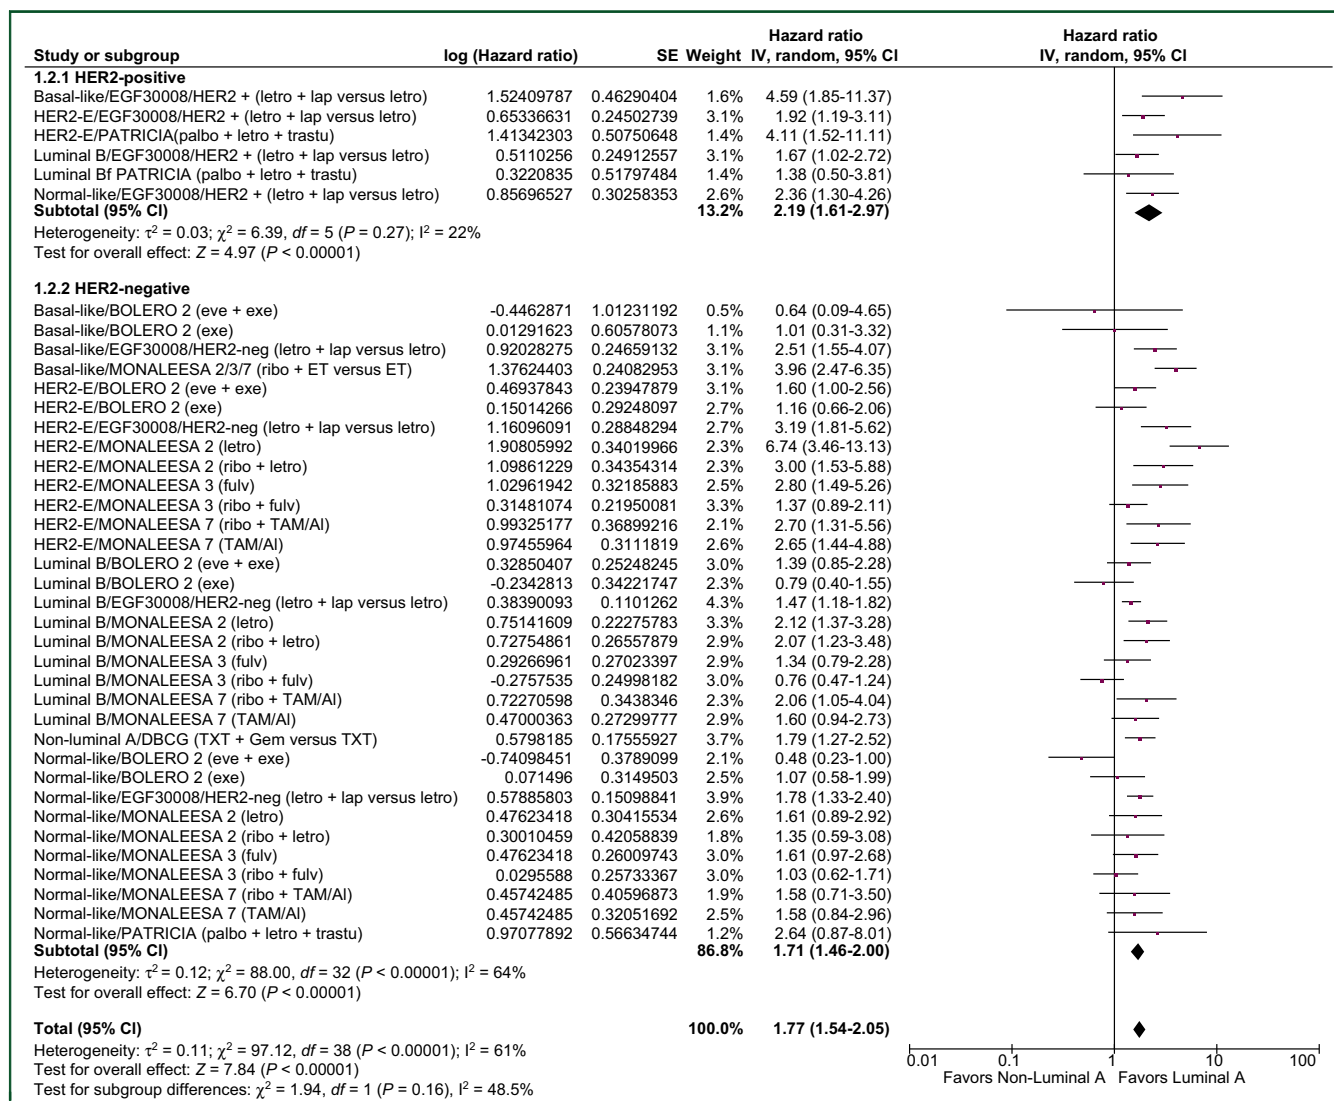 Hazard ratio Hazard ratio
Study or subgroup log (Hazard ratio) SE Weight IV, random, 95% CI IV, random, 95% CI
1.2.1 HER2-positive
Basal-like/EGF30008/HER2 + (letro + lap versus letro) 1.52409787 0.46290404 1.6% 4.59 (1.85-11.37)
HER2-E/EGF30008/HER2 + (letro + lap versus letro) 0.65336631 0.24502739 3.1% 1.92 (1.19-3.11)
HER2-E/PATRICIA(palbo + letro + trastu) 1.41342303 0.50750648 1.4% 4.11 (1.52-11.11)
Luminal B/EGF30008/HER2 + (letro + lap versus letro) 0.5110256 0.24912557 3.1% 1.67 (1.02-2.72)
Luminal Bf PATRICIA (palbo + letro + trastu) 0.3220835 0.51797484 1.4% 1.38 (0.50-3.81)
Normal-like/EGF30008/HER2 + (letro + lap versus letro) 0.85696527 0.30258353 2.6% 2.36 (1.30-4.26)
Subtotal (95% CI) 13.2% 2.19 (1.61-2.97)
Heterogeneity: τ² = 0.03; χ² = 6.39, df = 5 (P = 0.27); I² = 22%
Test for overall effect: Z = 4.97 (P < 0.00001)
1.2.2 HER2-negative
Basal-like/BOLERO 2 (eve + exe) -0.4462871 1.01231192 0.5% 0.64 (0.09-4.65)
Basal-like/BOLERO 2 (exe) 0.01291623 0.60578073 1.1% 1.01 (0.31-3.32)
Basal-like/EGF30008/HER2-neg (letro + lap versus letro) 0.92028275 0.24659132 3.1% 2.51 (1.55-4.07)
Basal-like/MONALEESA 2/3/7 (ribo + ET versus ET) 1.37624403 0.24082953 3.1% 3.96 (2.47-6.35)
HER2-E/BOLERO 2 (eve + exe) 0.46937843 0.23947879 3.1% 1.60 (1.00-2.56)
HER2-E/BOLERO 2 (exe) 0.15014266 0.29248097 2.7% 1.16 (0.66-2.06)
HER2-E/EGF30008/HER2-neg (letro + lap versus letro) 1.16096091 0.28848294 2.7% 3.19 (1.81-5.62)
HER2-E/MONALEESA 2 (letro) 1.90805992 0.34019966 2.3% 6.74 (3.46-13.13)
HER2-E/MONALEESA 2 (ribo + letro) 1.09861229 0.34354314 2.3% 3.00 (1.53-5.88)
HER2-E/MONALEESA 3 (fulv) 1.02961942 0.32185883 2.5% 2.80 (1.49-5.26)
HER2-E/MONALEESA 3 (ribo + fulv) 0.31481074 0.21950081 3.3% 1.37 (0.89-2.11)
HER2-E/MONALEESA 7 (ribo + TAM/AI) 0.99325177 0.36899216 2.1% 2.70 (1.31-5.56)
HER2-E/MONALEESA 7 (TAM/AI) 0.97455964 0.3111819 2.6% 2.65 (1.44-4.88)
Luminal B/BOLERO 2 (eve + exe) 0.32850407 0.25248245 3.0% 1.39 (0.85-2.28)
Luminal B/BOLERO 2 (exe) -0.2342813 0.34221747 2.3% 0.79 (0.40-1.55)
Luminal B/EGF30008/HER2-neg (letro + lap versus letro) 0.38390093 0.1101262 4.3% 1.47 (1.18-1.82)
Luminal B/MONALEESA 2 (letro) 0.75141609 0.22275783 3.3% 2.12 (1.37-3.28)
Luminal B/MONALEESA 2 (ribo + letro) 0.72754861 0.26557879 2.9% 2.07 (1.23-3.48)
Luminal B/MONALEESA 3 (fulv) 0.29266961 0.27023397 2.9% 1.34 (0.79-2.28)
Luminal B/MONALEESA 3 (ribo + fulv) -0.2757535 0.24998182 3.0% 0.76 (0.47-1.24)
Luminal B/MONALEESA 7 (ribo + TAM/AI) 0.72270598 0.3438346 2.3% 2.06 (1.05-4.04)
Luminal B/MONALEESA 7 (TAM/AI) 0.47000363 0.27299777 2.9% 1.60 (0.94-2.73)
Non-luminal A/DBCG (TXT + Gem versus TXT) 0.5798185 0.17555927 3.7% 1.79 (1.27-2.52)
Normal-like/BOLERO 2 (eve + exe) -0.74098451 0.3789099 2.1% 0.48 (0.23-1.00)
Normal-like/BOLERO 2 (exe) 0.071496 0.3149503 2.5% 1.07 (0.58-1.99)
Normal-like/EGF30008/HER2-neg (letro + lap versus letro) 0.57885803 0.15098841 3.9% 1.78 (1.33-2.40)
Normal-like/MONALEESA 2 (letro) 0.47623418 0.30415534 2.6% 1.61 (0.89-2.92)
Normal-like/MONALEESA 2 (ribo + letro) 0.30010459 0.42058839 1.8% 1.35 (0.59-3.08)
Normal-like/MONALEESA 3 (fulv) 0.47623418 0.26009743 3.0% 1.61 (0.97-2.68)
Normal-like/MONALEESA 3 (ribo + fulv) 0.0295588 0.25733367 3.0% 1.03 (0.62-1.71)
Normal-like/MONALEESA 7 (ribo + TAM/AI) 0.45742485 0.40596873 1.9% 1.58 (0.71-3.50)
Normal-like/MONALEESA 7 (TAM/AI) 0.45742485 0.32051692 2.5% 1.58 (0.84-2.96)
Normal-like/PATRICIA (palbo + letro + trastu) 0.97077892 0.56634744 1.2% 2.64 (0.87-8.01)
Subtotal (95% CI) 86.8% 1.71 (1.46-2.00)
Heterogeneity: τ² = 0.12; χ² = 88.00, df = 32 (P < 0.00001); I² = 64%
Test for overall effect: Z = 6.70 (P < 0.00001)
Total (95% CI) 100.0% 1.77 (1.54-2.05)
Heterogeneity: τ² = 0.11; χ² = 97.12, df = 38 (P < 0.00001); I² = 61%
Test for overall effect: Z = 7.84 (P < 0.00001)
Test for subgroup differences: χ² = 1.94, df = 1 (P = 0.16), I² = 48.5%
0.01 0.1 1 10 100
Favors Non-Luminal A Favors Luminal A